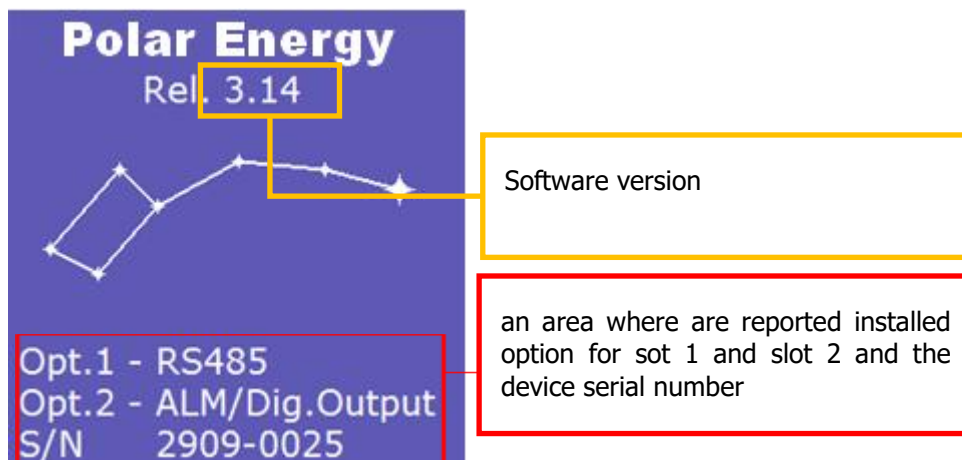 Polar Energy
Rel. 3.14
Software version
an area where are reported installed
option for sot 1 and slot 2 and the
device serial number
Opt.1 - RS485
Opt.2 - ALM/Dig.Output
S/N 2909-0025